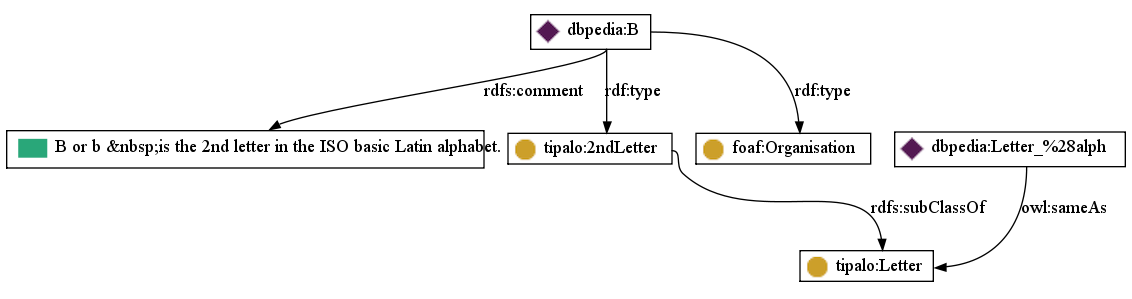 dbpedia:B
rdfs:comment
rdf:type
rdf:type
B or b &nbsp;is the 2nd letter in the ISO basic Latin alphabet.
tipalo:2ndLetter
foaf:Organisation
dbpedia:Letter_%28alph
rdfs:subClassOf
owl:sameAs
tipalo:Letter